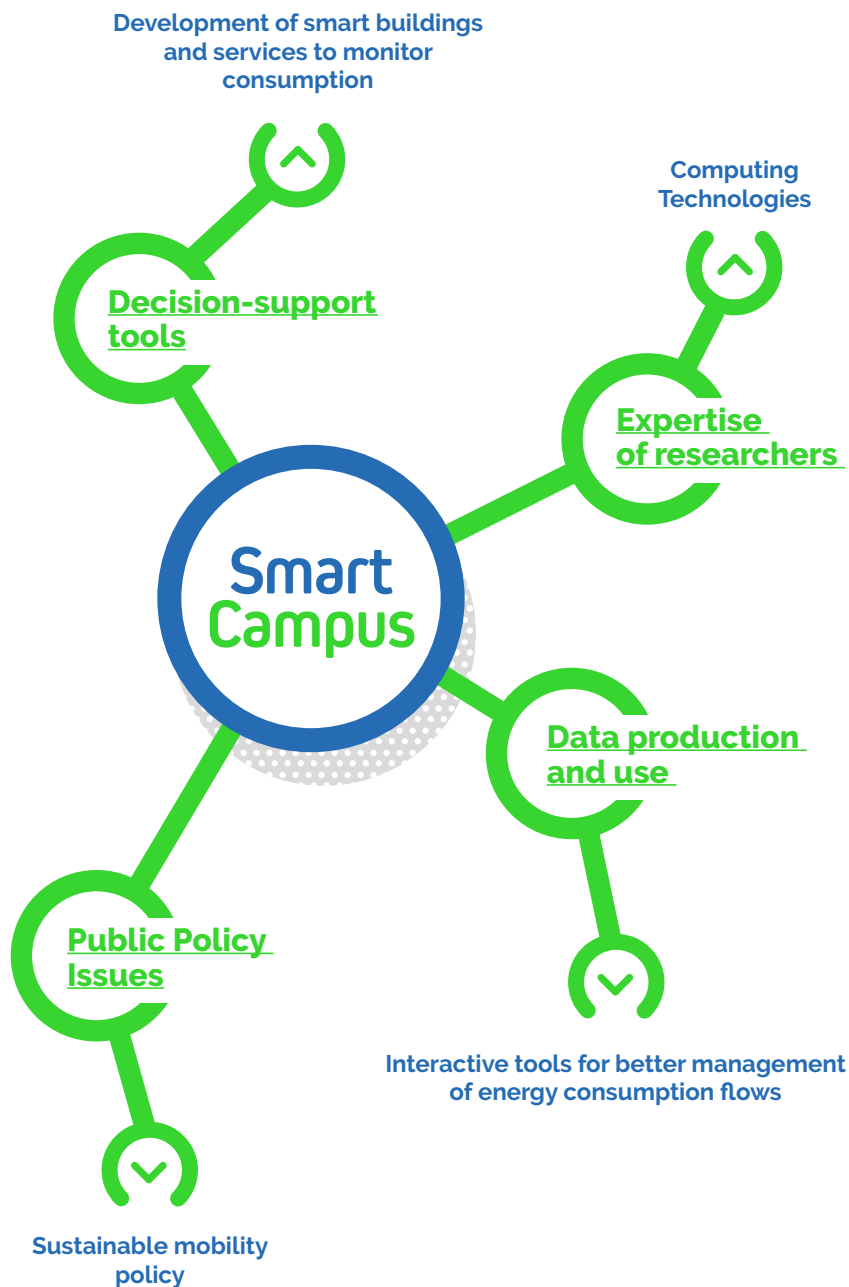 Development of smart buildings
and services to monitor
consumption
Computing
Technologies
Decision-support
tools
Expertise
of researchers
Smart
Campus
Data production
and use
Public Policy
Issues
Interactive tools for better management
of energy consumption flows
Sustainable mobility
policy